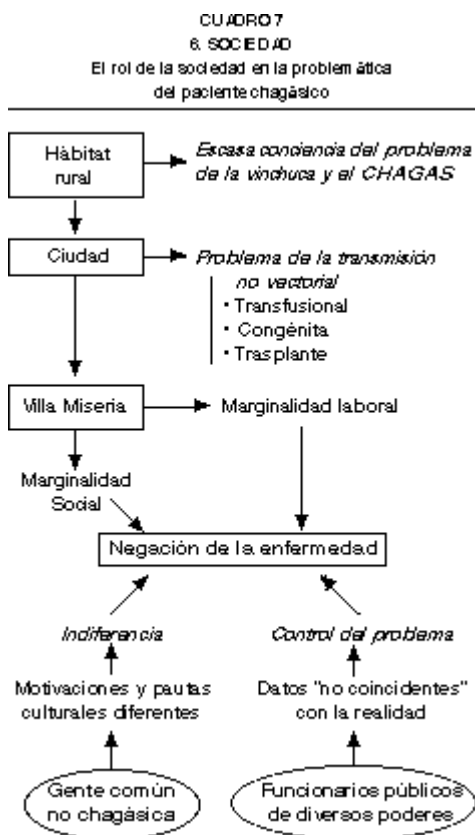 CUADRO 7
6. SOCIEDAD
El rol de la sociedad en la problemática
del paciente chagásico
Hábitat
rural
Escasa conciencia del problema
de la vinchuca y el CHAGAS
Ciudad
Problema de la transmisión
no vectorial
· Transfusional
· Congénita
· Trasplante
Villa Miseria
Marginalidad laboral
Marginalidad
Social
Negación de la enfermedad
Indiferencia
Control del problema
Motivaciones y pautas
culturales diferentes
Datos "no coincidentes"
con la realidad
Gente común
no chagásica
Funcionarios públicos
de diversos poderes